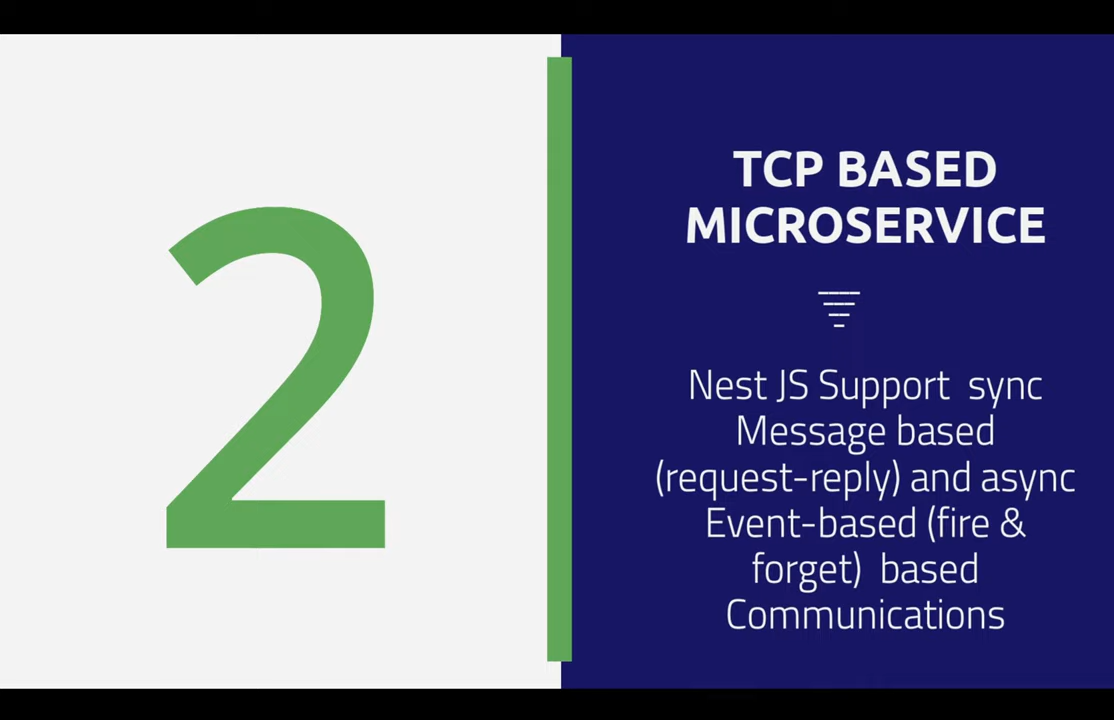 2
TCP BASED
MICROSERVICE
Nest JS Support  sync
Message based
(request-reply) and async
Event-based (fire &
forget)  based
Communications